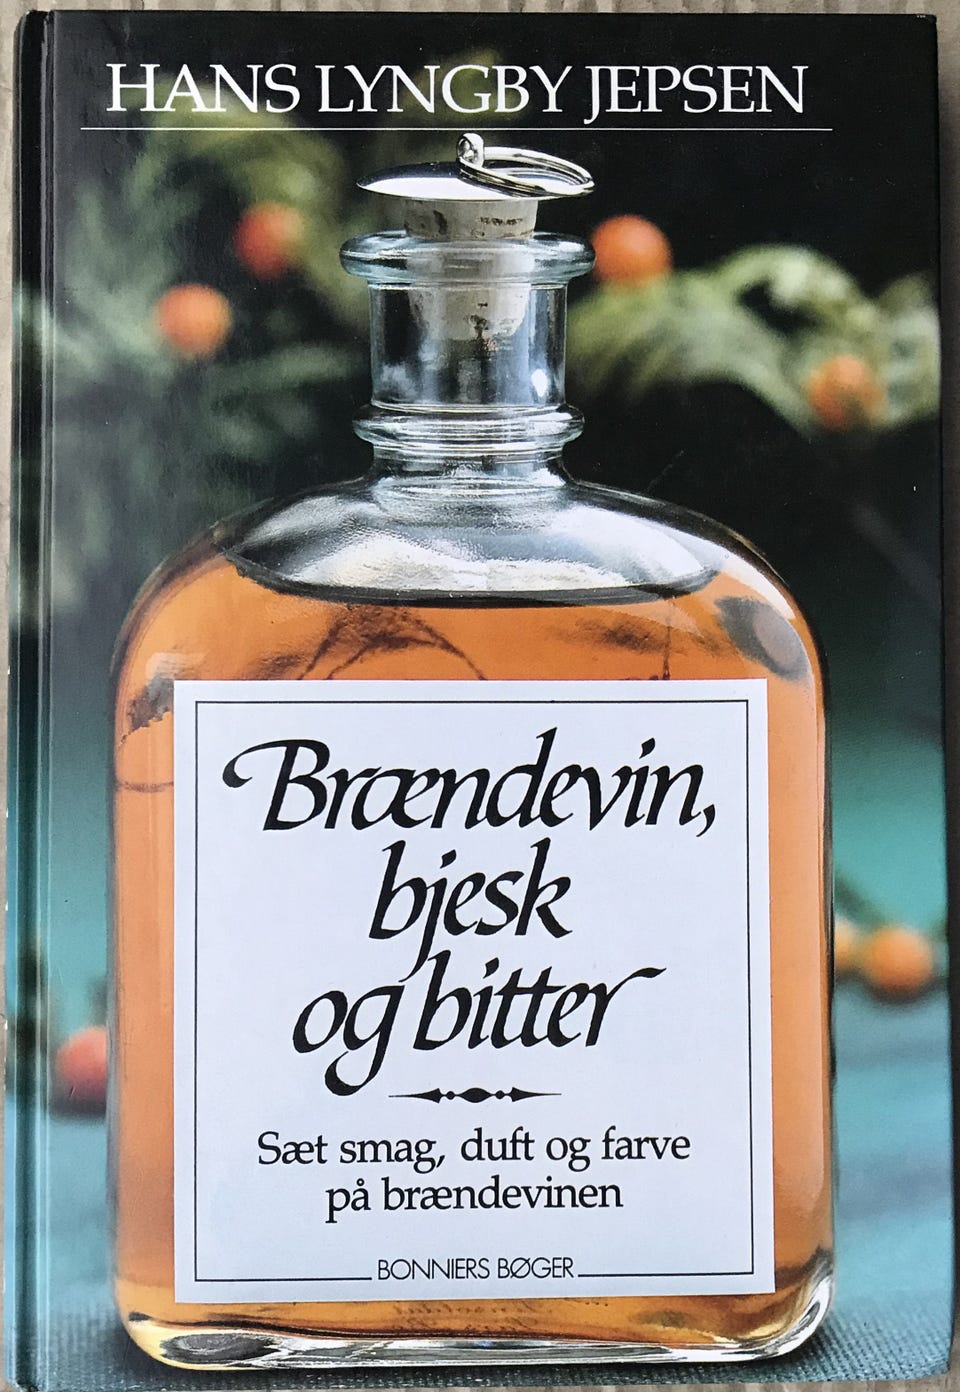 HANS LYNGBY JEPSEN
Brændevin,
bjesk
og bitter
Sæt smag, duft og farve
på brændevinen
BONNIERS BØGER